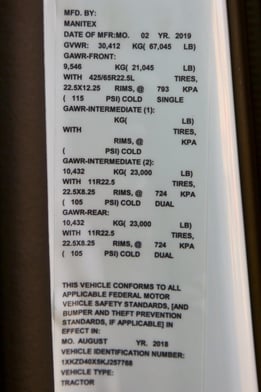 MFD. BY:
MANITEX
DATE OF MFR: MO. 02 YR. 2019
GVWR: 30,412 KG( 67,045 LB)
GAWR-FRONT:
9,546 KG( 21,045 LB)
WITH 425/65R22.5L TIRES,
22.5X12.25 RIMS, @ 793 KPA
( 115 PSI) COLD SINGLE
GAWR-INTERMEDIATE (1):
KG( LB)
WITH TIRES,
RIMS, @ KPA
( PSI) COLD
GAWR-INTERMEDIATE (2):
10,432 KG( 23,000 LB)
WITH 11R22.5 TIRES,
22.5X8.25 RIMS, @ 724 KPA
( 105 PSI) COLD DUAL
GAWR-REAR:
10,432 KG( 23,000 LB)
WITH 11R22.5 TIRES,
22.5X8.25 RIMS, @ 724 KPA
( 105 PSI) COLD DUAL
THIS VEHICLE CONFORMS TO ALL
APPLICABLE FEDERAL MOTOR
VEHICLE SAFETY STANDARDS, [AND
BUMPER AND THEFT PREVENTION
STANDARDS, IF APPLICABLE] IN
EFFECT IN:
MO. AUGUST YR. 2018
VEHICLE IDENTIFICATION NUMBER:
1XKZD40X5KJ257768
VEHICLE TYPE:
TRACTOR